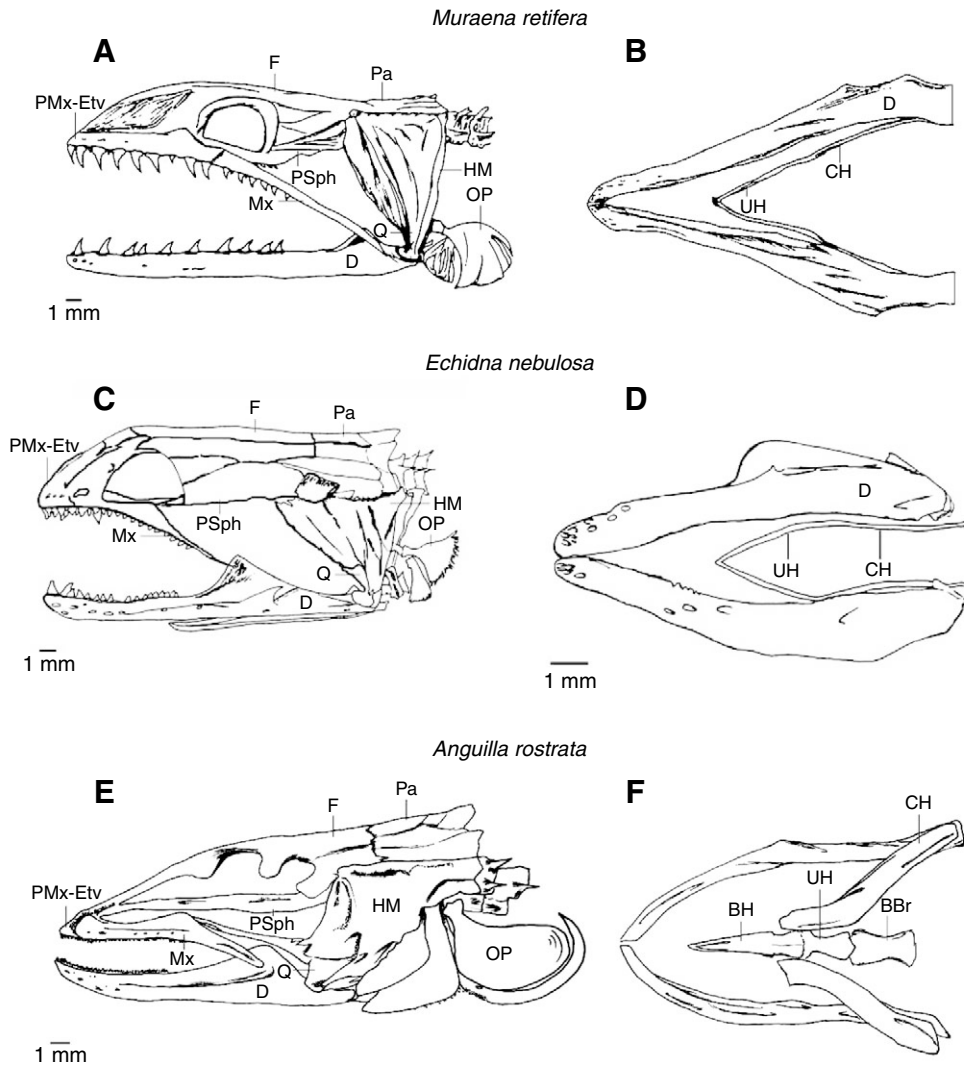 Muraena retifera
A
B
F
Pa
PMx-Etv
D
CH
HM
PSph
OP
UH
Mx
Q
D
1 mm
Echidna nebulosa
C
D
F
Pa
PMx-Etv
D
HM
PSph
OP
Mx
UH
CH
Q
D
1 mm
1 mm
Anguilla rostrata
E
F
Pa
CH
F
PMx-Etv
UH
HM
BH
BBr
PSph
OP
Mx
Q
D
1 mm